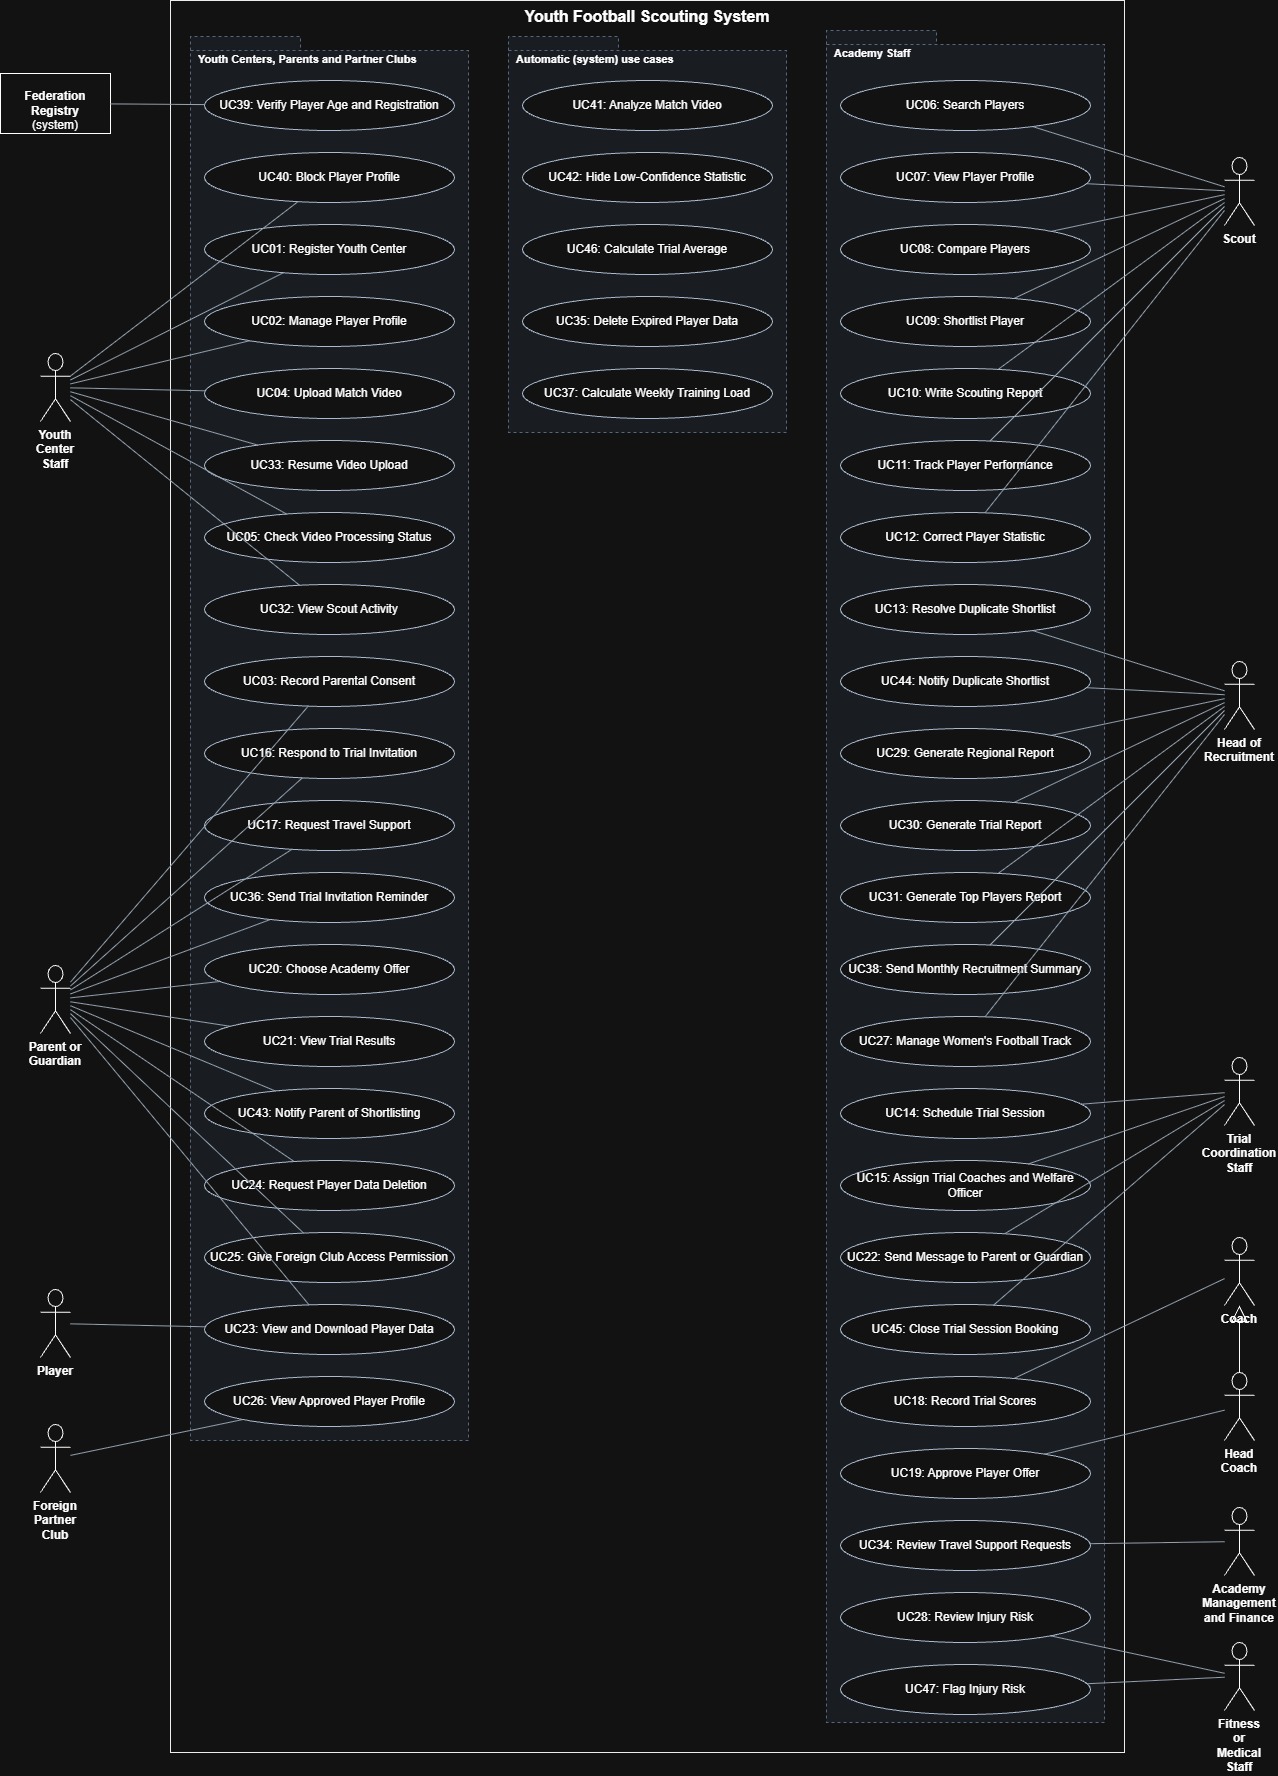 Youth Football Scouting System
Youth Centers, Parents and Partner Clubs
Federation
Registry
(system)
UC39: Verify Player Age and Registration
UC40: Block Player Profile
UC01: Register Youth Center
UC02: Manage Player Profile
UC04: Upload Match Video
Youth
Center
Staff
UC33: Resume Video Upload
UC05: Check Video Processing Status
UC32: View Scout Activity
UC03: Record Parental Consent
UC16: Respond to Trial Invitation
UC17: Request Travel Support
UC36: Send Trial Invitation Reminder
UC20: Choose Academy Offer
UC21: View Trial Results
Parent or
Guardian
UC43: Notify Parent of Shortlisting
UC24: Request Player Data Deletion
UC25: Give Foreign Club Access Permission
UC23: View and Download Player Data
Player
UC26: View Approved Player Profile
Foreign
Partner
Club
Automatic (system) use cases
UC41: Analyze Match Video
UC42: Hide Low-Confidence Statistic
UC46: Calculate Trial Average
UC35: Delete Expired Player Data
UC37: Calculate Weekly Training Load
Academy Staff
UC06: Search Players
UC07: View Player Profile
UC08: Compare Players
Scout
UC09: Shortlist Player
UC10: Write Scouting Report
UC11: Track Player Performance
UC12: Correct Player Statistic
UC13: Resolve Duplicate Shortlist
UC44: Notify Duplicate Shortlist
UC29: Generate Regional Report
Head of
Recruitment
UC30: Generate Trial Report
UC31: Generate Top Players Report
UC38: Send Monthly Recruitment Summary
UC27: Manage Women's Football Track
UC14: Schedule Trial Session
Trial
Coordination
Staff
UC15: Assign Trial Coaches and Welfare
Officer
UC22: Send Message to Parent or Guardian
UC45: Close Trial Session Booking
Coach
UC18: Record Trial Scores
UC19: Approve Player Offer
Head
Coach
UC34: Review Travel Support Requests
Academy
Management
and Finance
UC28: Review Injury Risk
UC47: Flag Injury Risk
Fitness
or
Medical
Staff